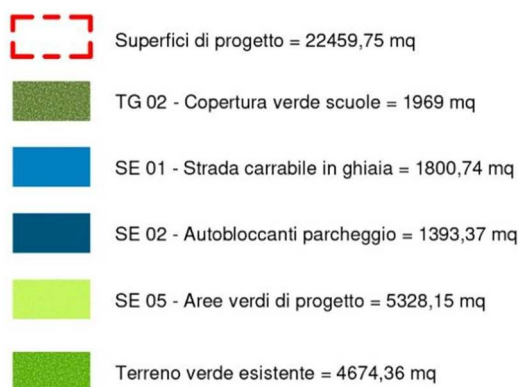 Superfici di progetto = 22459,75 mq
TG 02 - Copertura verde scuole = 1969 mq
SE 01 - Strada carrabile in ghiaia = 1800,74 mq
SE 02 - Autobloccanti parcheggio = 1393,37 mq
SE 05 - Aree verdi di progetto = 5328,15 mq
Terreno verde esistente = 4674,36 mq